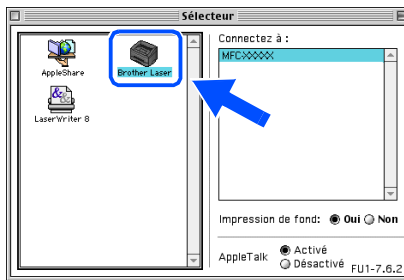 Sélecteur
AppleShare
Brother Laser
LaserWriter 8
Connectez à :
MFC-XXXX
Impression de fond: Oui Non
AppleTalk
Activé
Désactivé
FU1-7.6.2